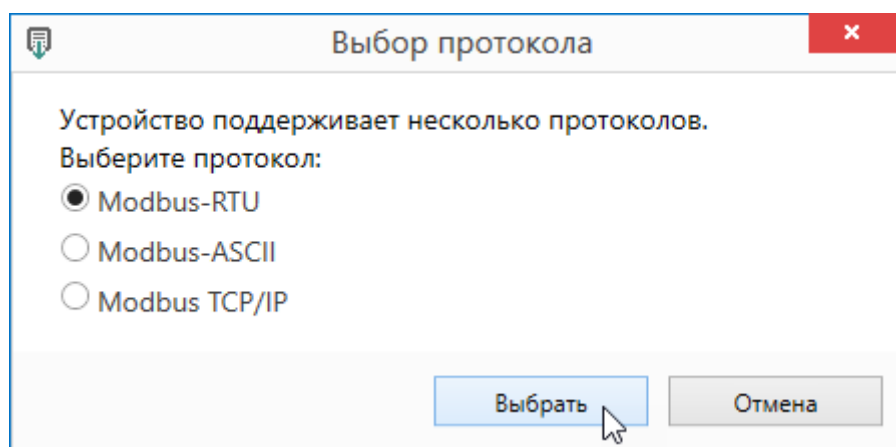 Выбор протокола
Устройство поддерживает несколько протоколов.
Выберите протокол:
Modbus-RTU
Modbus-ASCII
Modbus TCP/IP
Выбрать
Отмена